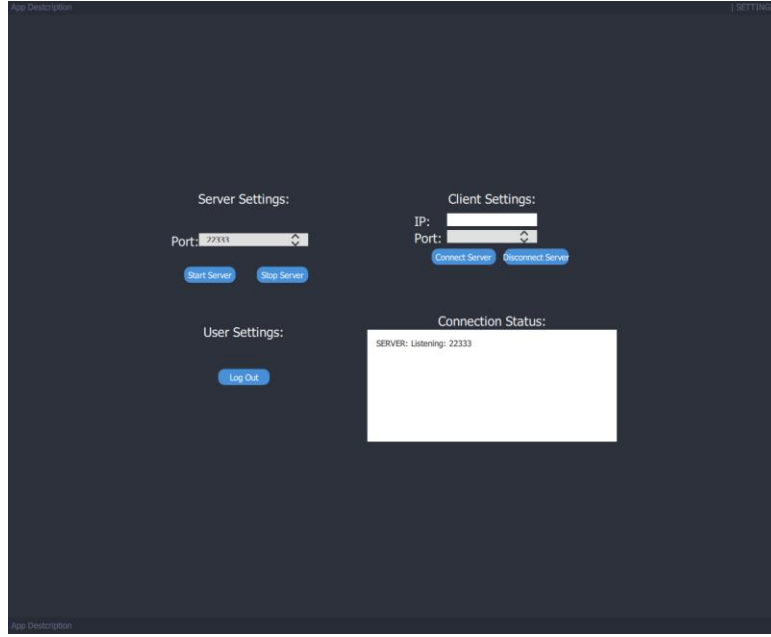 App Destcription
| SETTING
Server Settings:
Port: 22333
Start Server
Stop Server
Client Settings:
IP:
Port:
Connect Server
Disconnect Server
User Settings:
Log Out
Connection Status:
SERVER: Listening: 22333
App Destcription